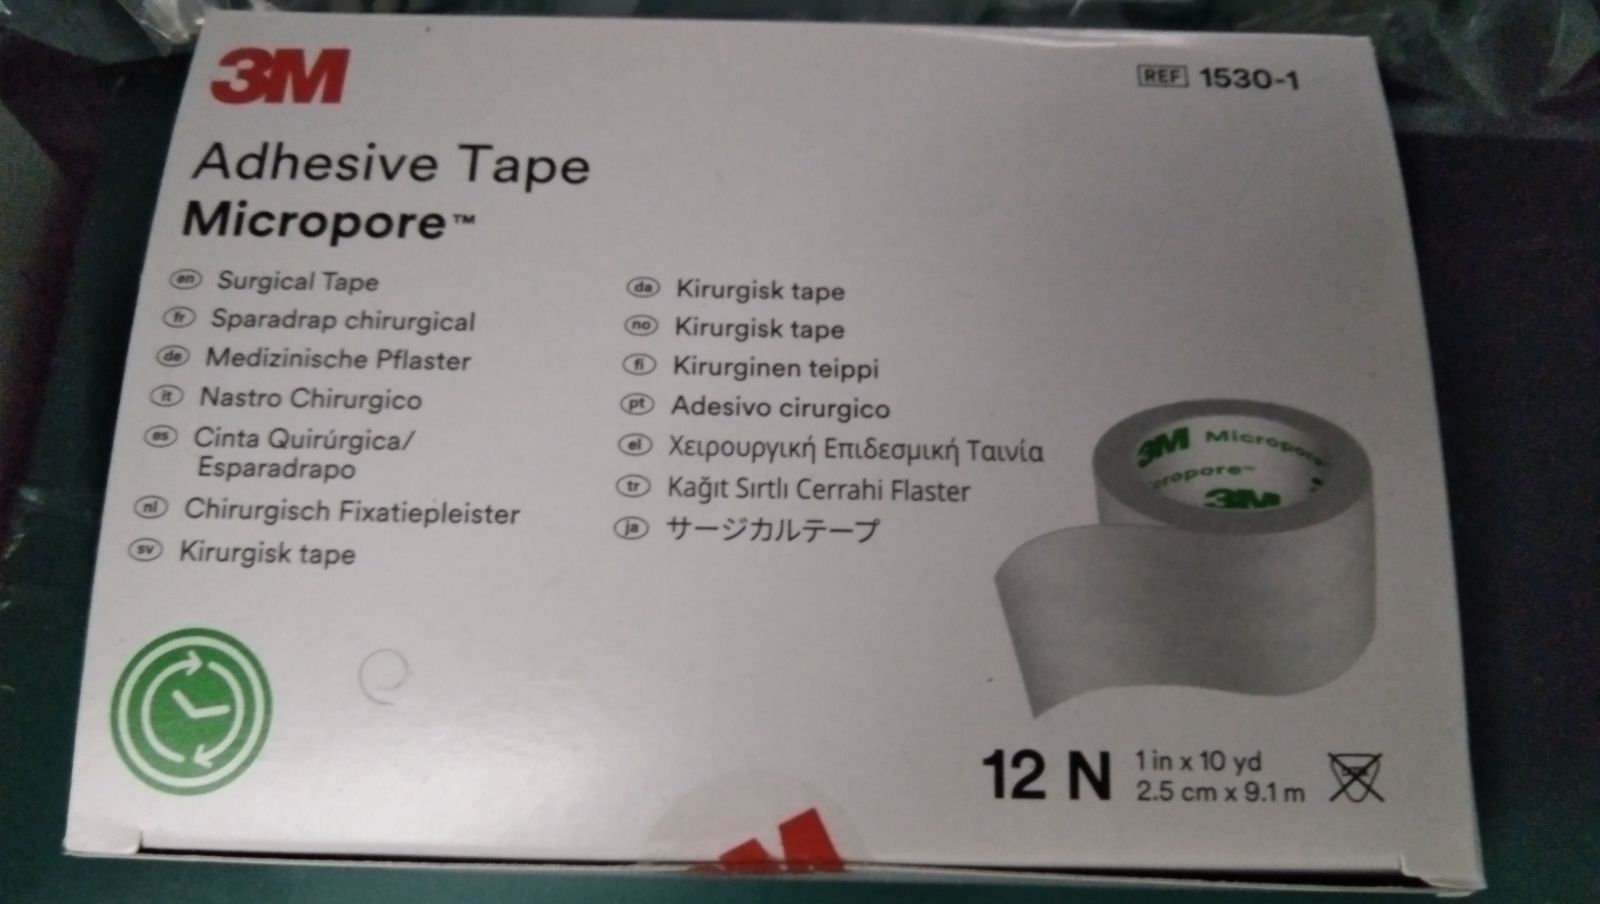 3M
REF 1530-1
Adhesive Tape
Micropore™
en Surgical Tape
fr Sparadrap chirurgical
de Medizinische Pflaster
it Nastro Chirurgico
es Cinta Quirúrgica/
Esparadrapo
nl Chirurgisch Fixatiepleister
sv Kirurgisk tape
da Kirurgisk tape
no Kirurgisk tape
fi Kirurginen teippi
pt Adesivo cirurgico
el Χειρουργική Επιδεσμική Ταινία
tr Kağıt Sırtlı Cerrahi Flaster
ja サージカルテープ
3M Micropore
cropore™
3M
12 N
1 in x 10 yd
2.5 cm x 9.1 m